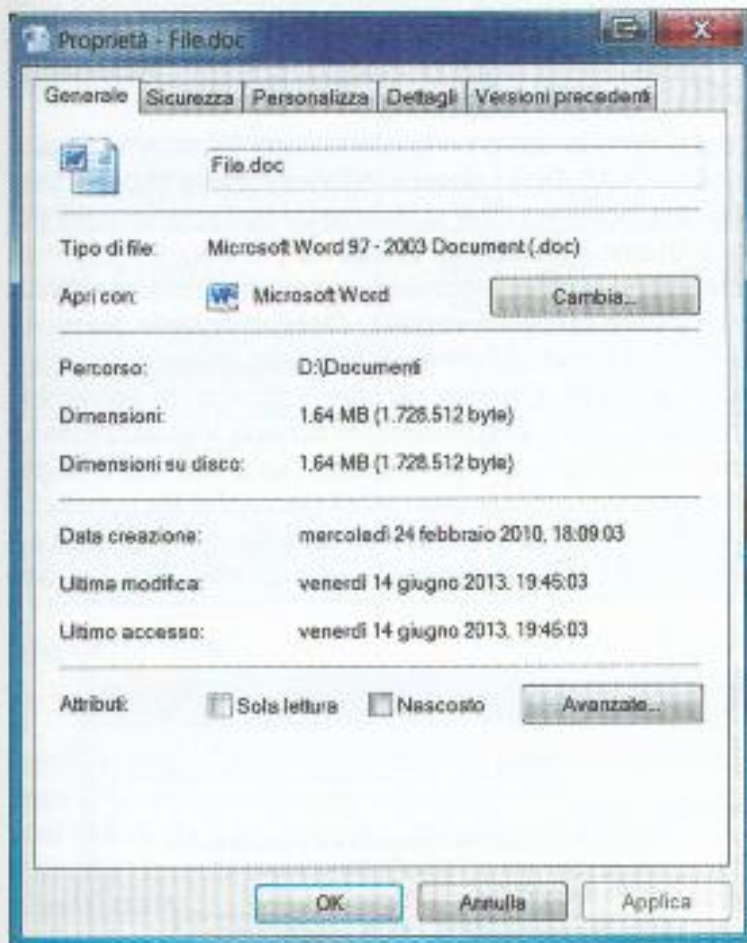 Proprietà - File.doc
Generale Sicurezza Personalizza Dettagli Versioni precedenti
File.doc
Tipo di file: Microsoft Word 97 - 2003 Document (.doc)
Apri con: Microsoft Word Cambia...
Percorso: D:\Documenti
Dimensioni: 1.64 MB (1.728.512 byte)
Dimensioni su disco: 1.64 MB (1.728.512 byte)
Data creazione: mercoledì 24 febbraio 2010, 18:09:03
Ultima modifica: venerdì 14 giugno 2013, 19:45:03
Ultimo accesso: venerdì 14 giugno 2013, 19:45:03
Attributi: Sola lettura Nascosto Avanzate...
OK Annulla Applica